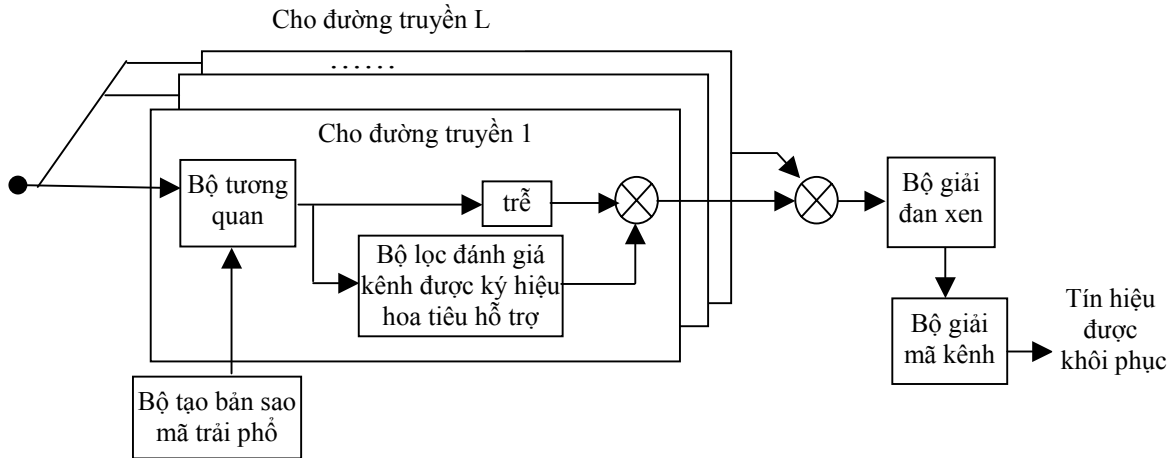 Cho đường truyền L
......
Cho đường truyền 1
Bộ tương
quan
trễ
Bộ lọc đánh giá
kênh được ký hiệu
hoa tiêu hỗ trợ
Bộ tạo bản sao
mã trải phổ
Bộ giải
đan xen
Bộ giải
mã kênh
Tín hiệu
được
khôi phục